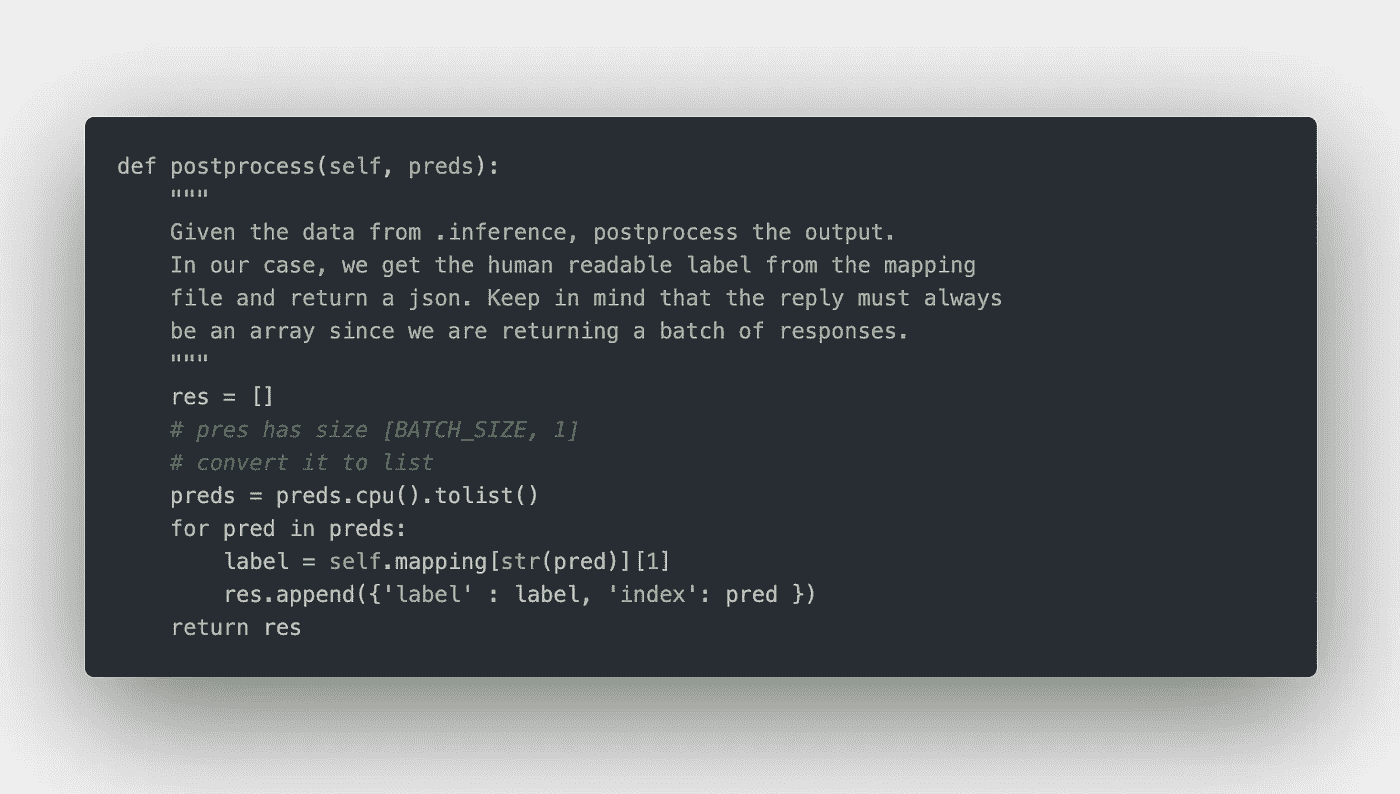 def postprocess(self, preds):
    """
    Given the data from .inference, postprocess the output.
    In our case, we get the human readable label from the mapping
    file and return a json. Keep in mind that the reply must always
    be an array since we are returning a batch of responses.
    """
    res = []
    # pres has size [BATCH_SIZE, 1]
    # convert it to list
    preds = preds.cpu().tolist()
    for pred in preds:
        label = self.mapping[str(pred)][1]
        res.append({'label' : label, 'index': pred })
    return res